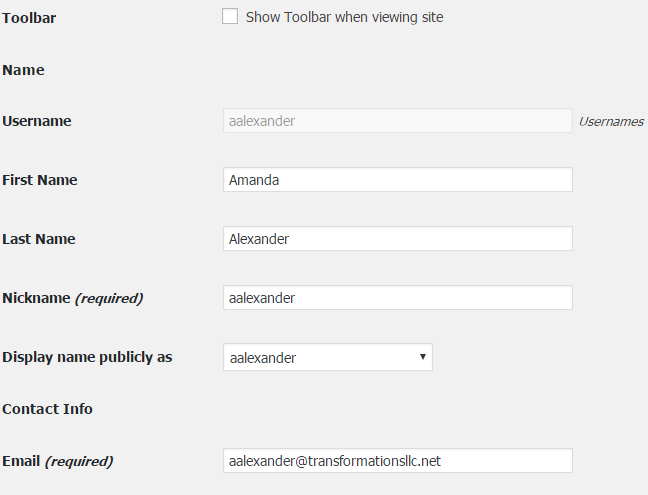 Toolbar Show Toolbar when viewing site
Name
Username aalexander Usernames
First Name Amanda
Last Name Alexander
Nickname (required) aalexander
Display name publicly as aalexander
Contact Info
Email (required) aalexander@transformationsllc.net